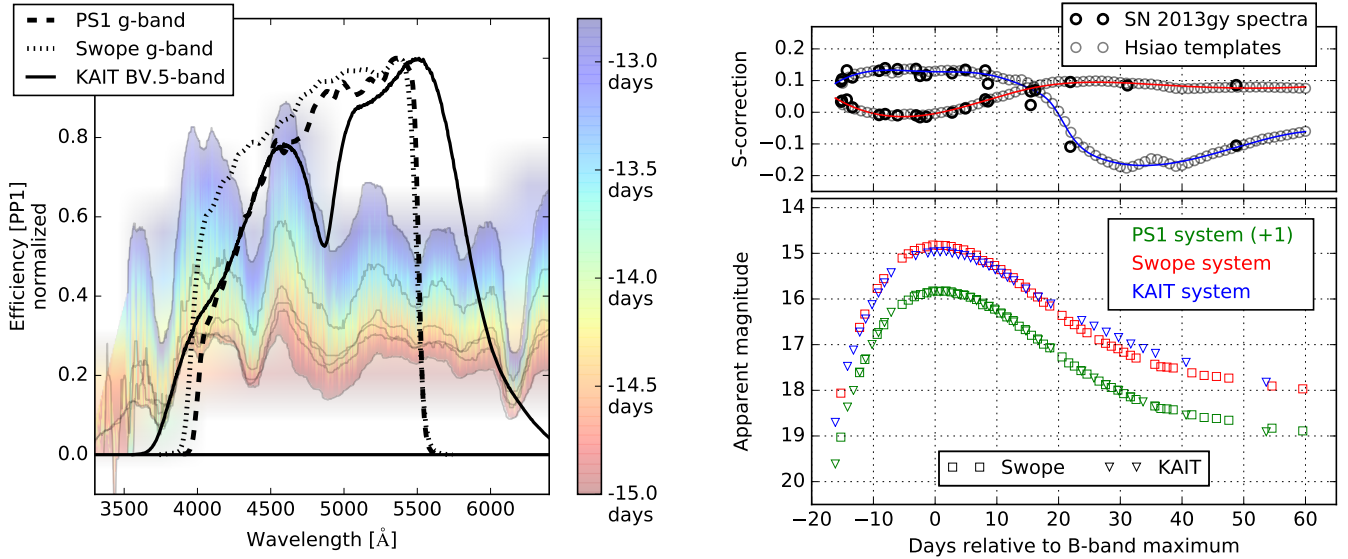 PS1 g-band
Swope g-band
KAIT BV.5-band
Efficiency [PP1]
normalized
0.0
0.2
0.4
0.6
0.8
3500
4000
4500
5000
5500
6000
Wavelength [Å]
-13.0
days
-13.5
days
-14.0
days
-14.5
days
-15.0
days
SN 2013gy spectra
Hsiao templates
S-correction
0.2
0.1
0.0
−0.1
−0.2
Apparent magnitude
14
15
16
17
18
19
20
PS1 system (+1)
Swope system
KAIT system
Swope
KAIT
−20
−10
0
10
20
30
40
50
60
Days relative to B-band maximum